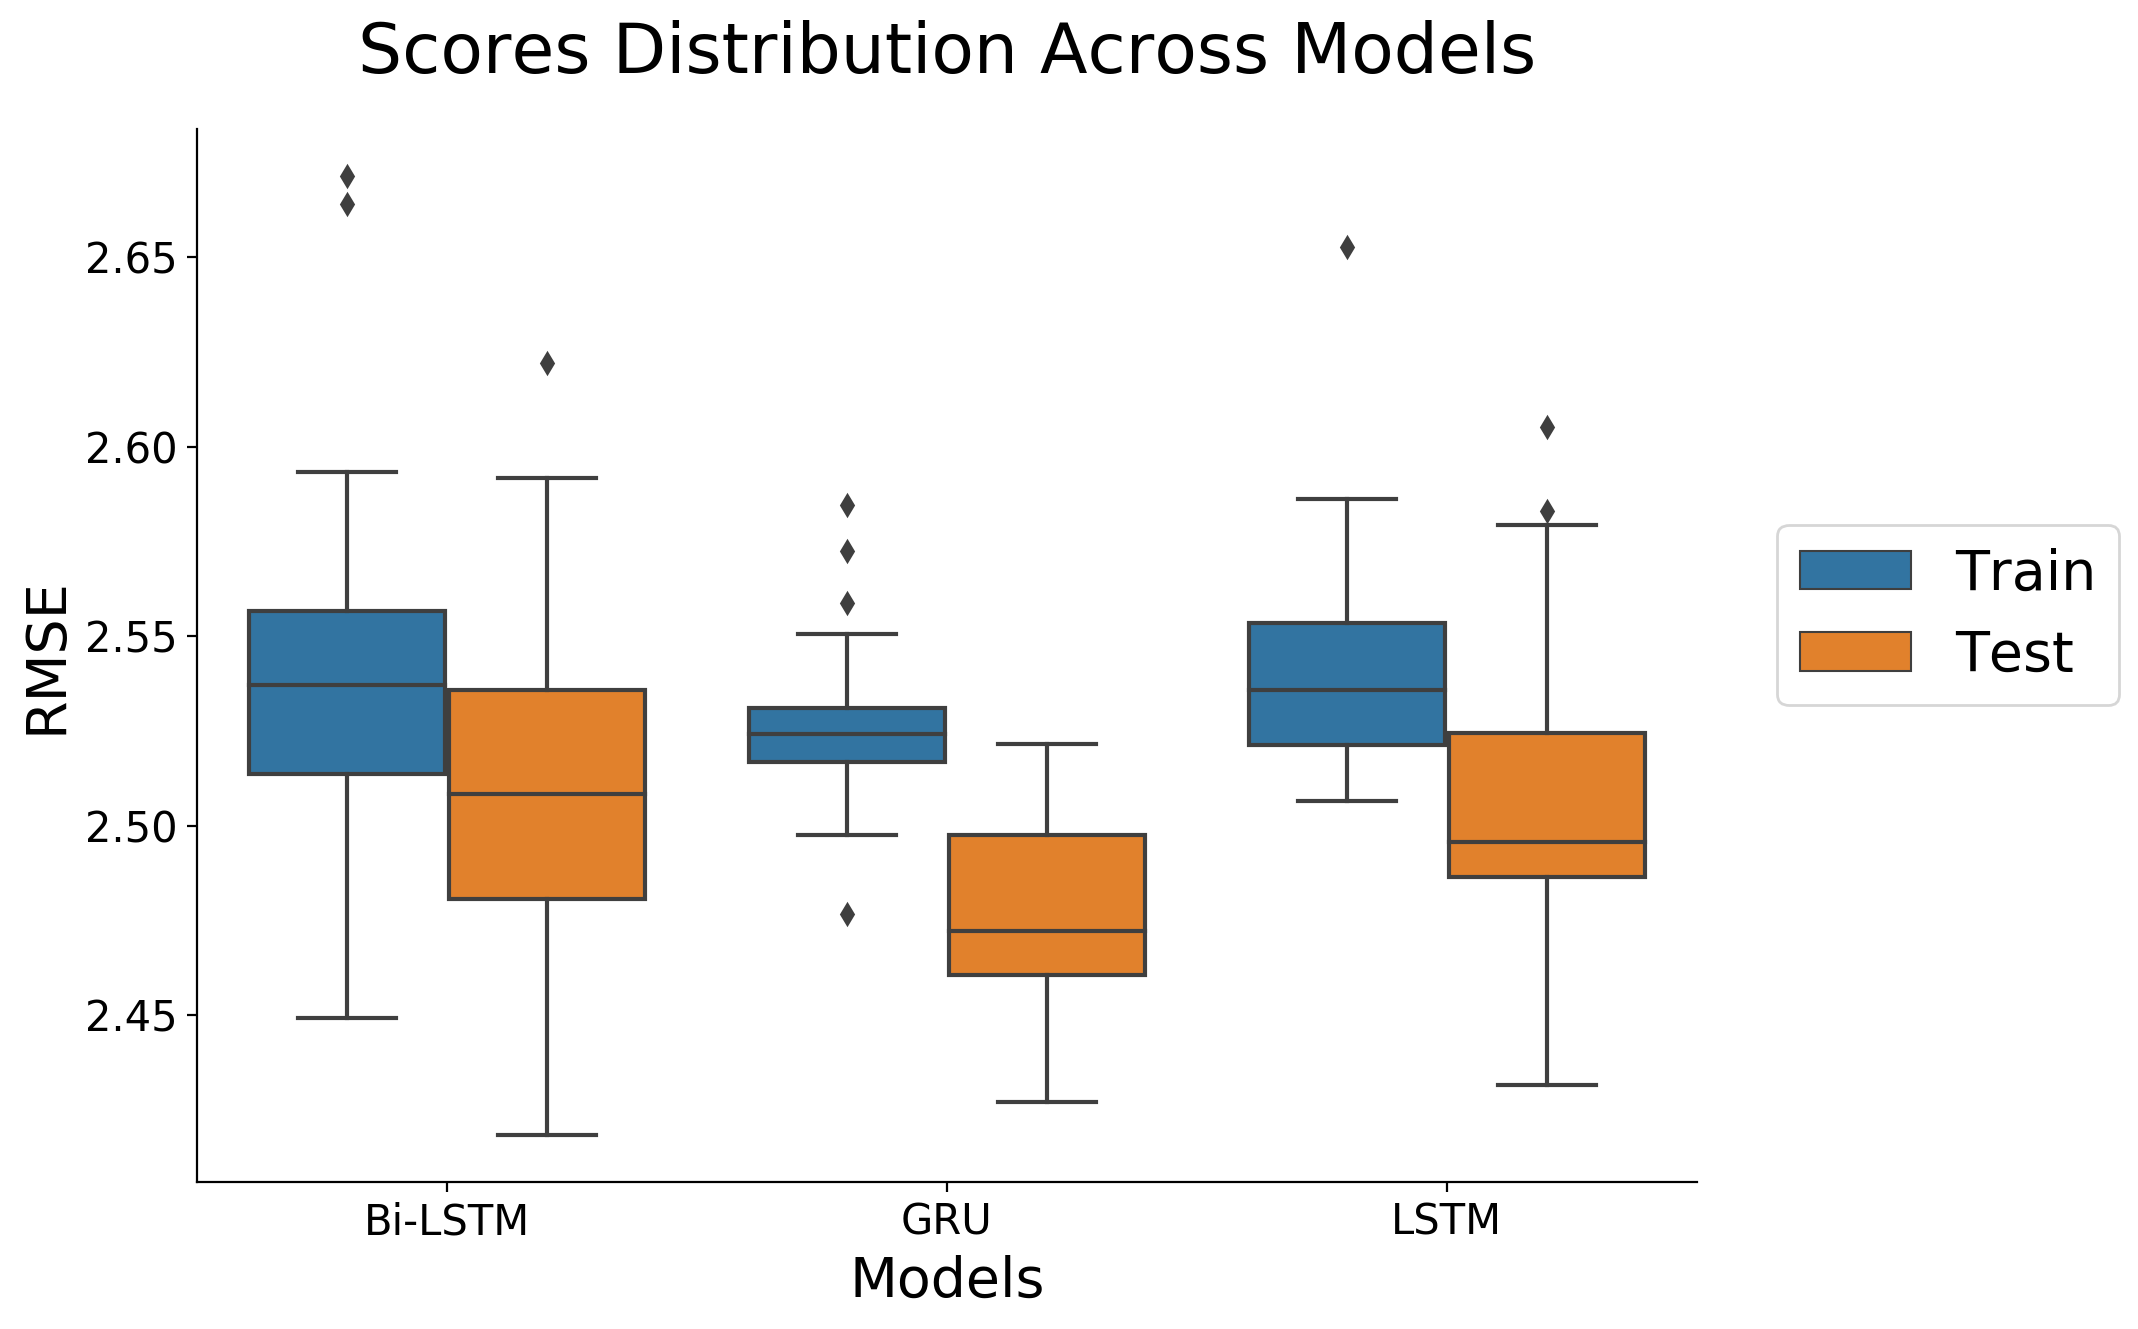 Scores Distribution Across Models
RMSE
2.65
2.60
2.55
2.50
2.45
Bi-LSTM
GRU
LSTM
Models
Train
Test